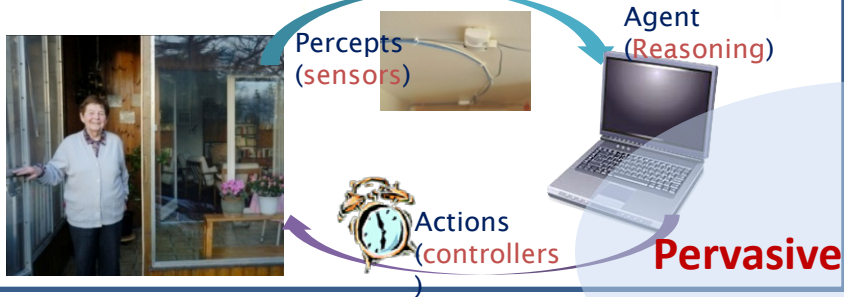 Percepts
(sensors)
Agent
(Reasoning)
Actions
(controllers
)
Pervasive